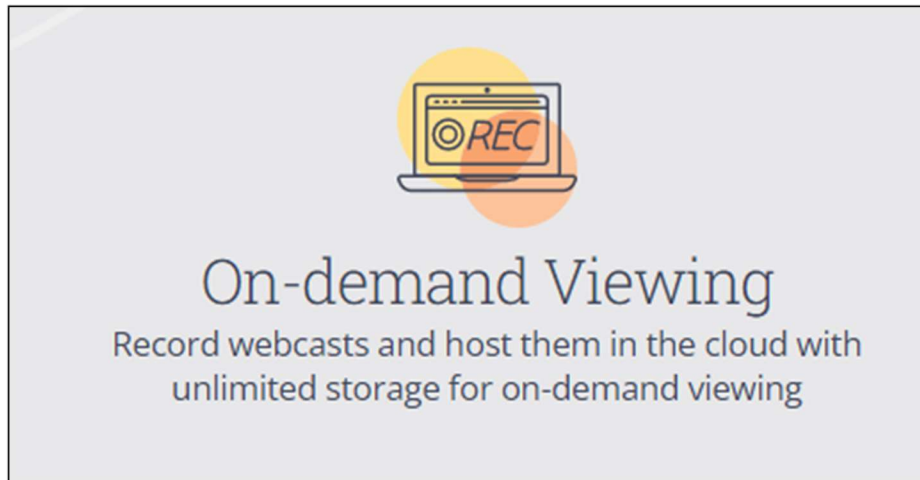 REC
On-demand Viewing
Record webcasts and host them in the cloud with
unlimited storage for on-demand viewing